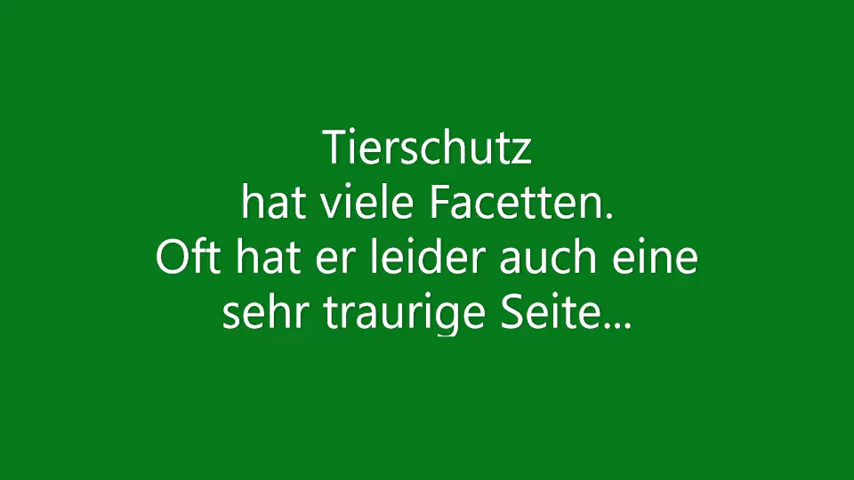 Tierschutz
hat viele Facetten.
Oft hat er leider auch eine
sehr traurige Seite...